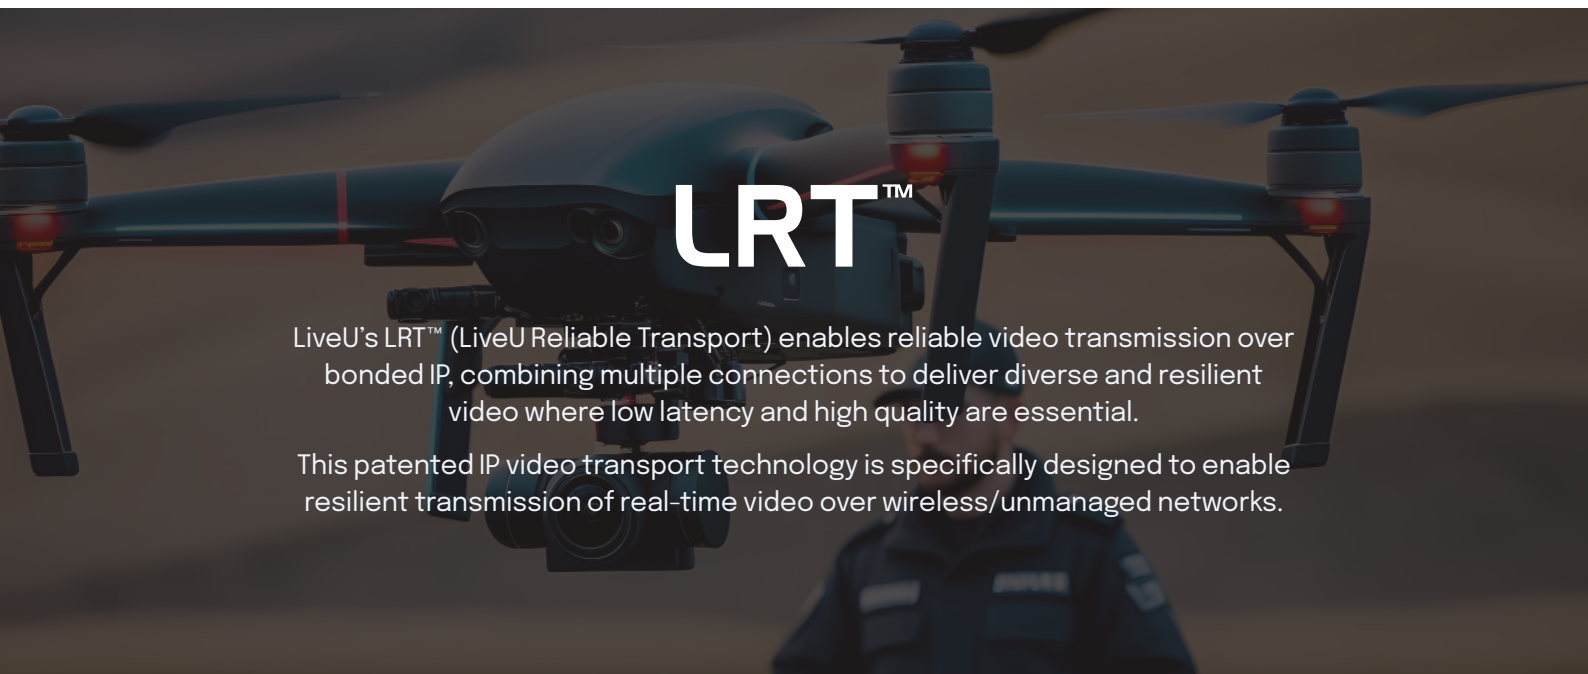 LRT™
LiveU’s LRT™ (LiveU Reliable Transport) enables reliable video transmission over
bonded IP, combining multiple connections to deliver diverse and resilient
video where low latency and high quality are essential.
This patented IP video transport technology is specifically designed to enable
resilient transmission of real-time video over wireless/unmanaged networks.